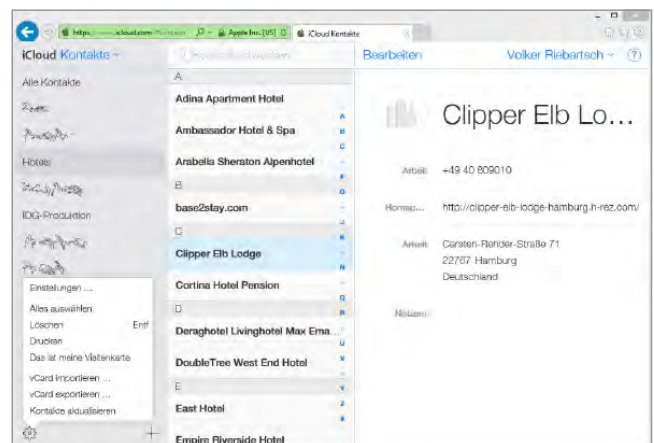 Apple Inc. [US]
iCloud Kontakte
iCloud Kontakte
Bearbeiten
Volker Riebartsch
?
Alle Kontakte
Hotels
IDG-Produktion
Einstellungen ...
Alles auswählen
Löschen Entf
Drucken
Das ist meine Visitenkarte
vCard importieren ...
vCard exportieren ...
Kontakte aktualisieren
A
Adina Apartment Hotel
Ambassador Hotel & Spa
Arabella Sheraton Alpenhotel
B
base2stay.com
C
Clipper Elb Lodge
Cortina Hotel Pension
D
Deraghotel Livinghotel Max Ema...
DoubleTree West End Hotel
E
East Hotel
Empire Riverside Hotel
Clipper Elb Lo...
Arbeit +49 40 809010
Homep... http://clipper-elb-lodge-hamburg.h-rez.com/
Arbeit Carsten-Rehder-Straße 71
22767 Hamburg
Deutschland
Notizen